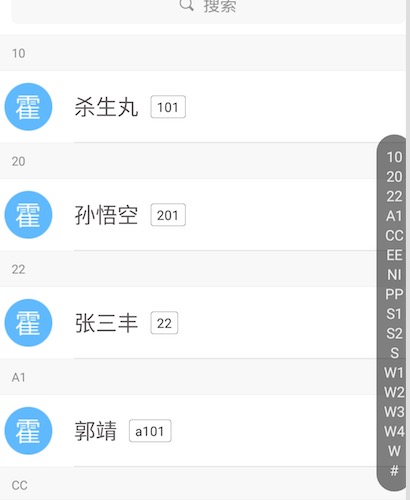 搜索
10
霍 杀生丸 101
20
霍 孙悟空 201
22
霍 张三丰 22
A1
霍 郭靖 a101
CC
10
20
22
A1
CC
EE
NI
PP
S1
S2
S
W1
W2
W3
W4
W
#